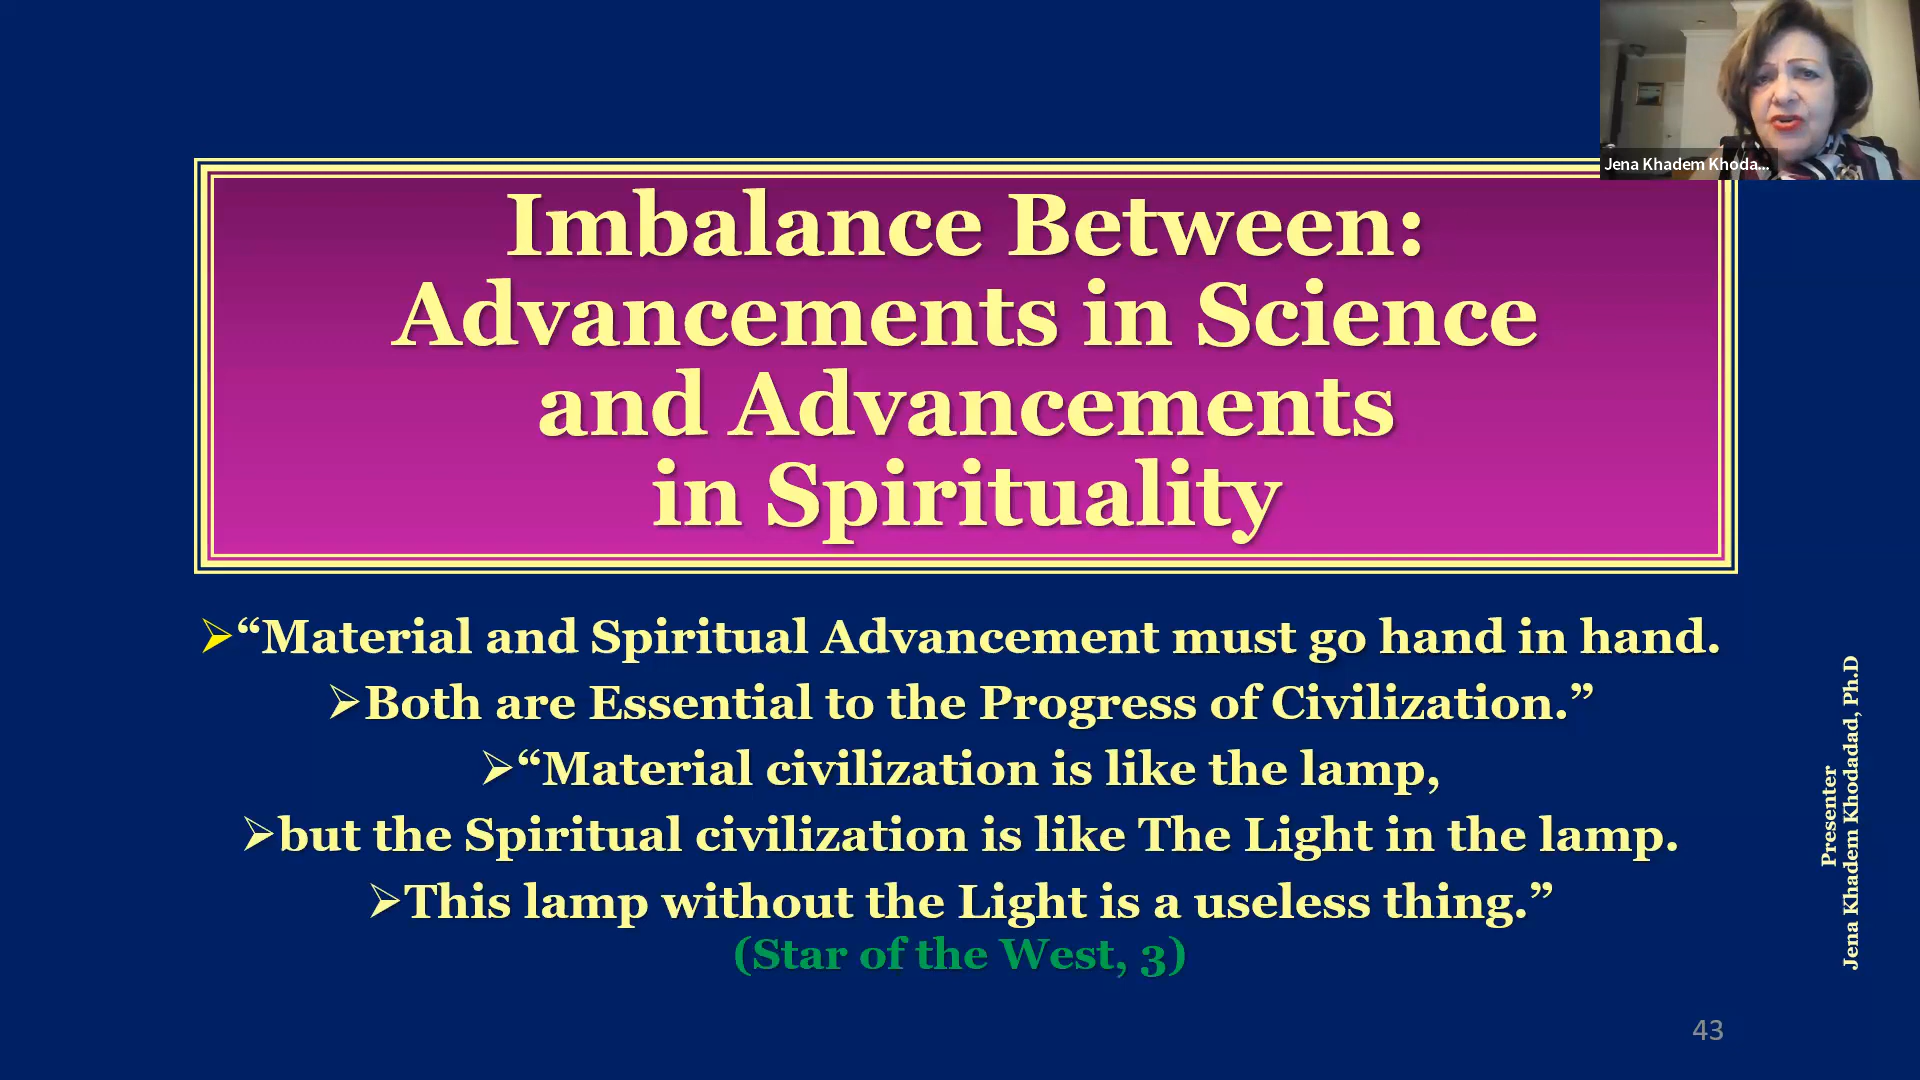 Jena Khadem Khoda...
Imbalance Between:
Advancements in Science
and Advancements
in Spirituality
➢“Material and Spiritual Advancement must go hand in hand.
➢Both are Essential to the Progress of Civilization.”
➢“Material civilization is like the lamp,
➢but the Spiritual civilization is like The Light in the lamp.
➢This lamp without the Light is a useless thing.”
(Star of the West, 3)
Presenter
Jena Khadem Khodadad, Ph.D
43